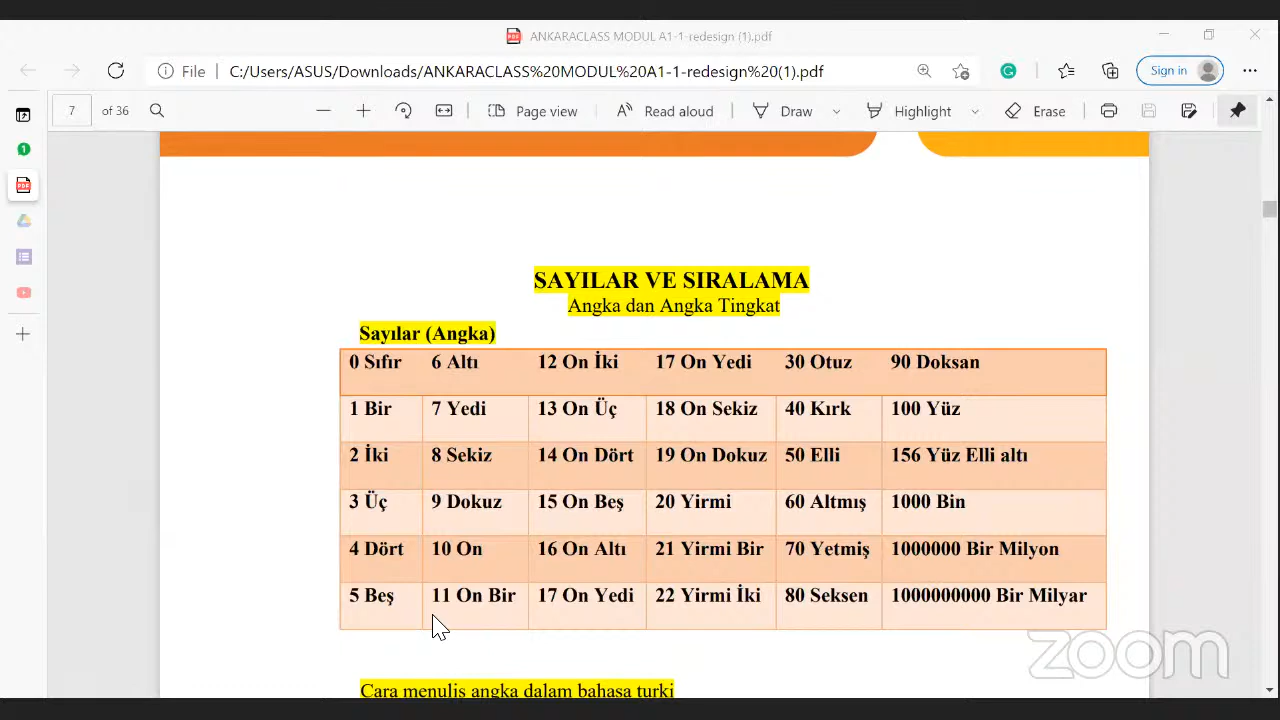 ANKARACLASS MODUL A1-1-redesign (1).pdf
File C:/Users/ASUS/Downloads/ANKARACLASS%20MODUL%20A1-1-redesign%20(1).pdf Sign in
7 of 36 Page view Read aloud Draw Highlight Erase
1
SAYILAR VE SIRALAMA
Angka dan Angka Tingkat
Sayılar (Angka)
0 Sıfır 6 Altı 12 On İki 17 On Yedi 30 Otuz 90 Doksan
1 Bir 7 Yedi 13 On Üç 18 On Sekiz 40 Kırk 100 Yüz
2 İki 8 Sekiz 14 On Dört 19 On Dokuz 50 Elli 156 Yüz Elli altı
3 Üç 9 Dokuz 15 On Beş 20 Yirmi 60 Altmış 1000 Bin
4 Dört 10 On 16 On Altı 21 Yirmi Bir 70 Yetmiş 1000000 Bir Milyon
5 Beş 11 On Bir 17 On Yedi 22 Yirmi İki 80 Seksen 1000000000 Bir Milyar
zoom
Cara menulis angka dalam bahasa turki